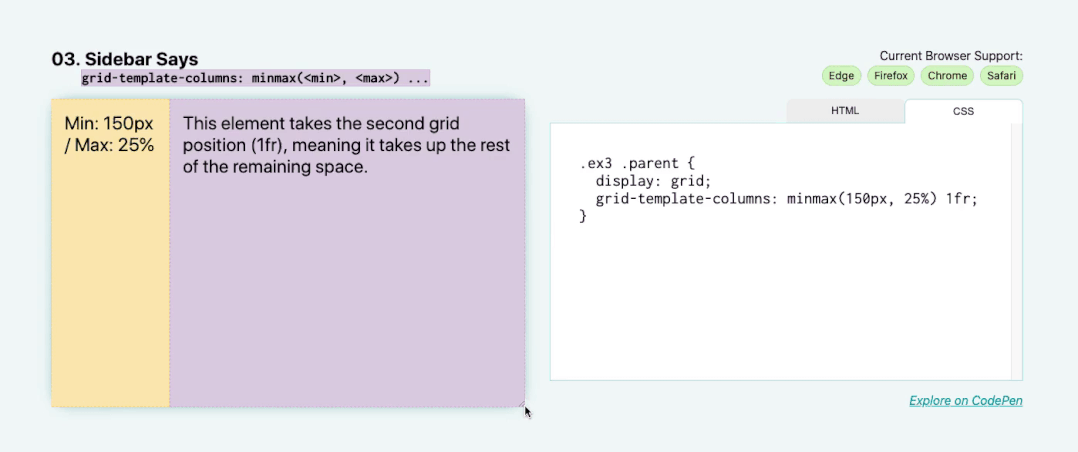 03. Sidebar Says
grid-template-columns: minmax(<min>, <max>) ...
Current Browser Support:
Edge Firefox Chrome Safari
Min: 150px
/ Max: 25%
This element takes the second grid
position (1fr), meaning it takes up the rest
of the remaining space.
HTML CSS
.ex3 .parent {
  display: grid;
  grid-template-columns: minmax(150px, 25%) 1fr;
}
Explore on CodePen